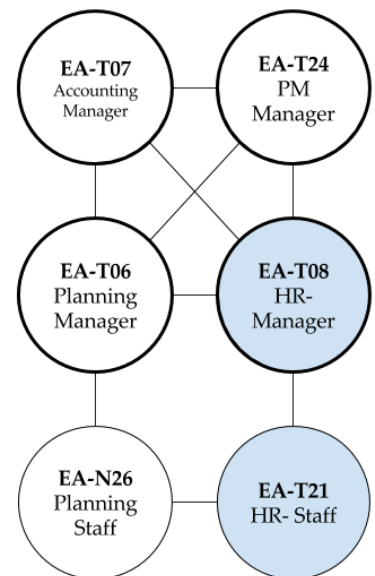 EA-T07
Accounting
Manager
EA-T24
PM
Manager
EA-T06
Planning
Manager
EA-T08
HR-
Manager
EA-N26
Planning
Staff
EA-T21
HR- Staff